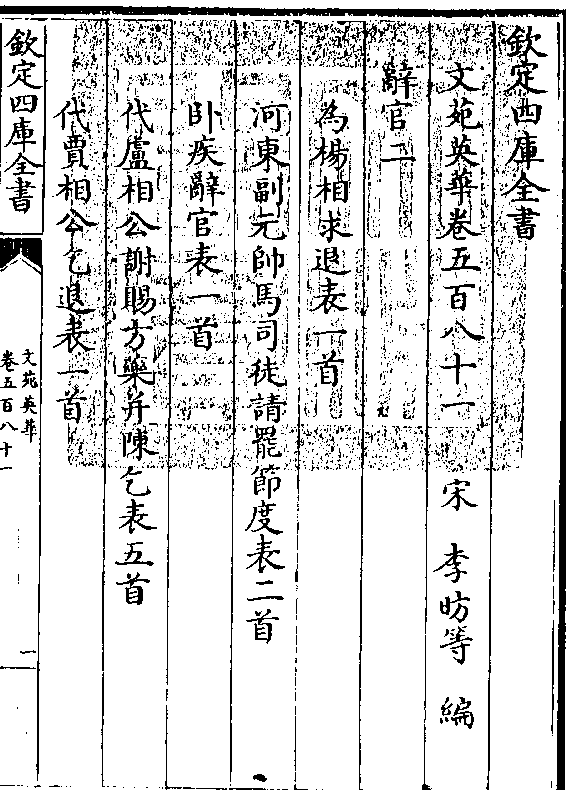 欽定四庫全書
文苑英華卷五百八十一　宋　李昉等　編
辭官二
為楊相求退表一首
河東副元帥馬司徒請罷節度表二首
卧疾辭官表一首
代盧相公謝賜方藥并陳乞表五首
代賈相公乞退表一首
欽定四庫全書
文苑英華
卷五百八十一
一